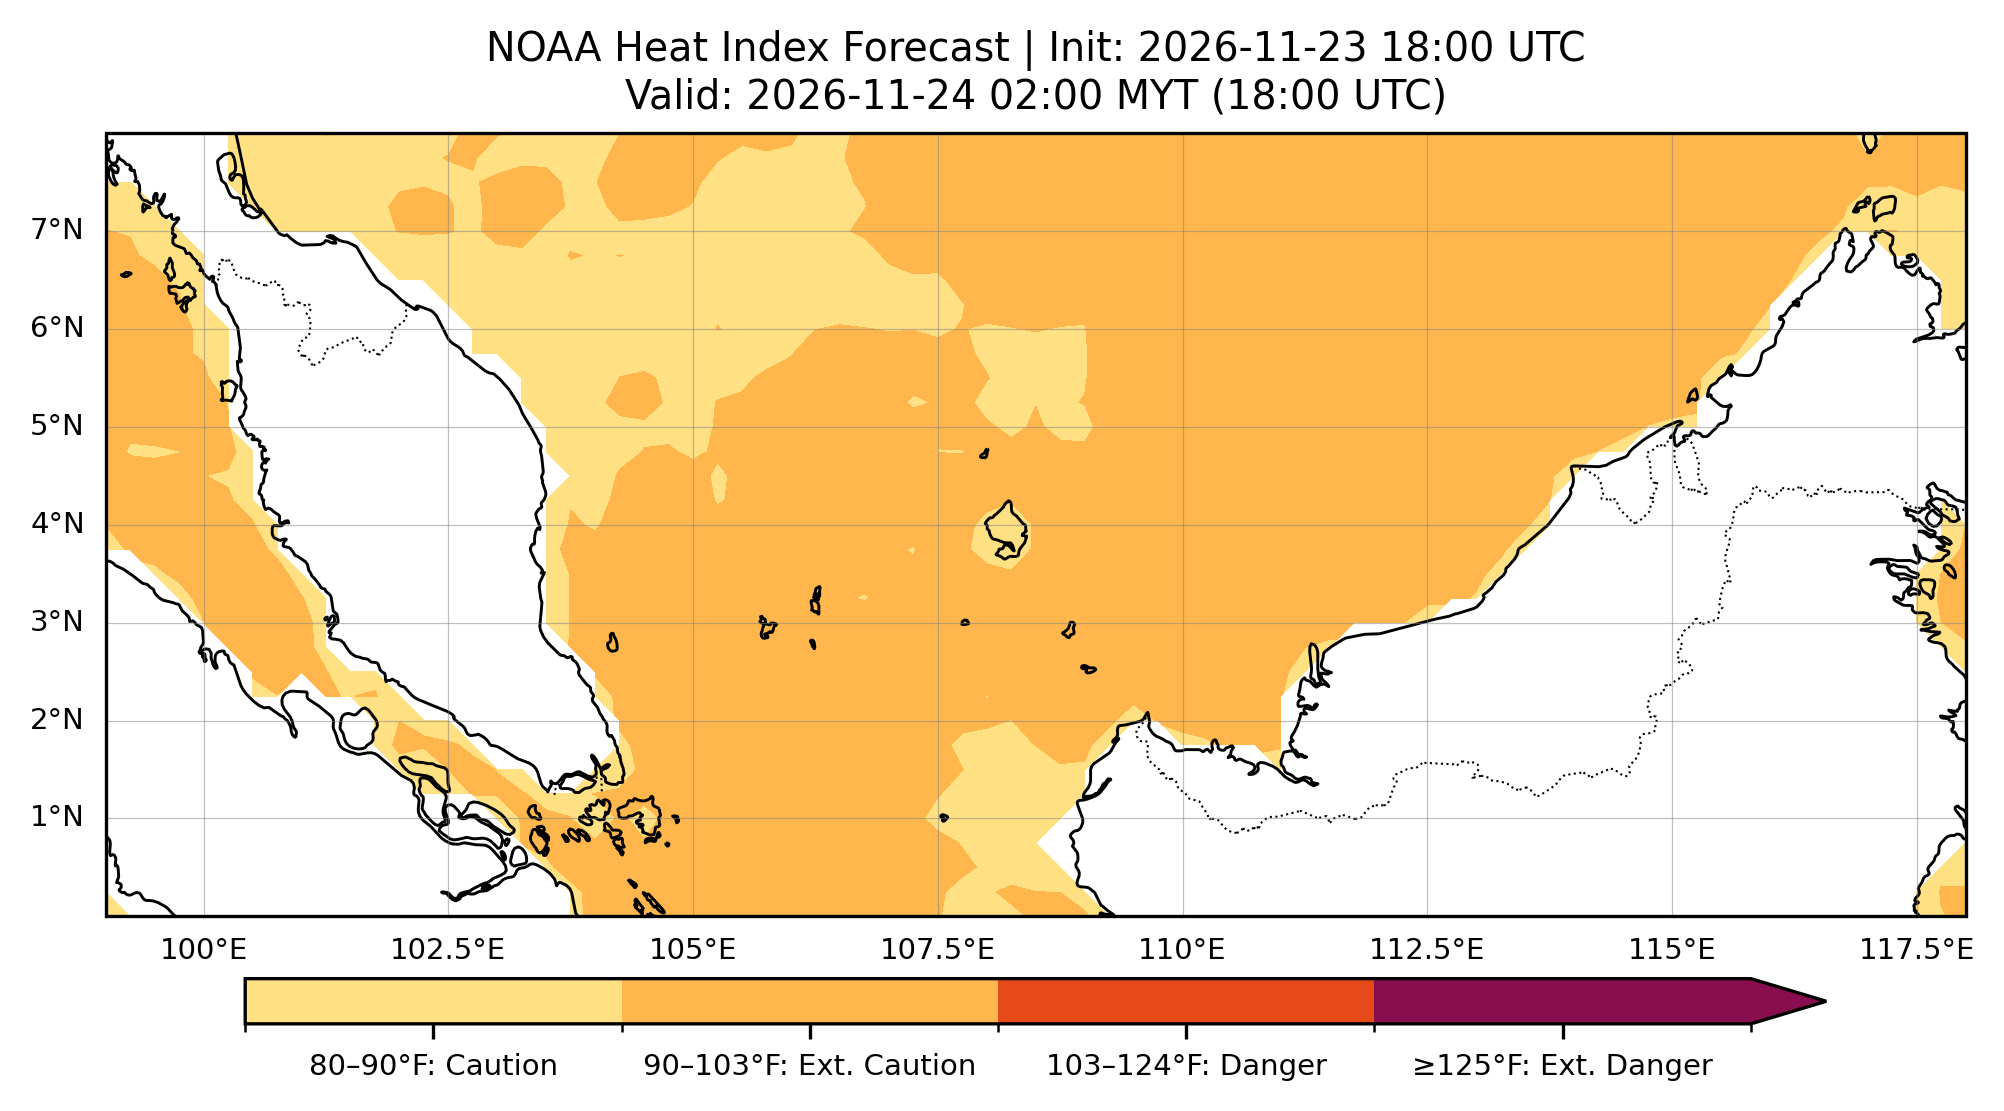 NOAA Heat Index Forecast | Init: 2026-11-23 18:00 UTC
Valid: 2026-11-24 02:00 MYT (18:00 UTC)
7°N
6°N
5°N
4°N
3°N
2°N
1°N
100°E 102.5°E 105°E 107.5°E 110°E 112.5°E 115°E 117.5°E
80–90°F: Caution 90–103°F: Ext. Caution 103–124°F: Danger ≥125°F: Ext. Danger